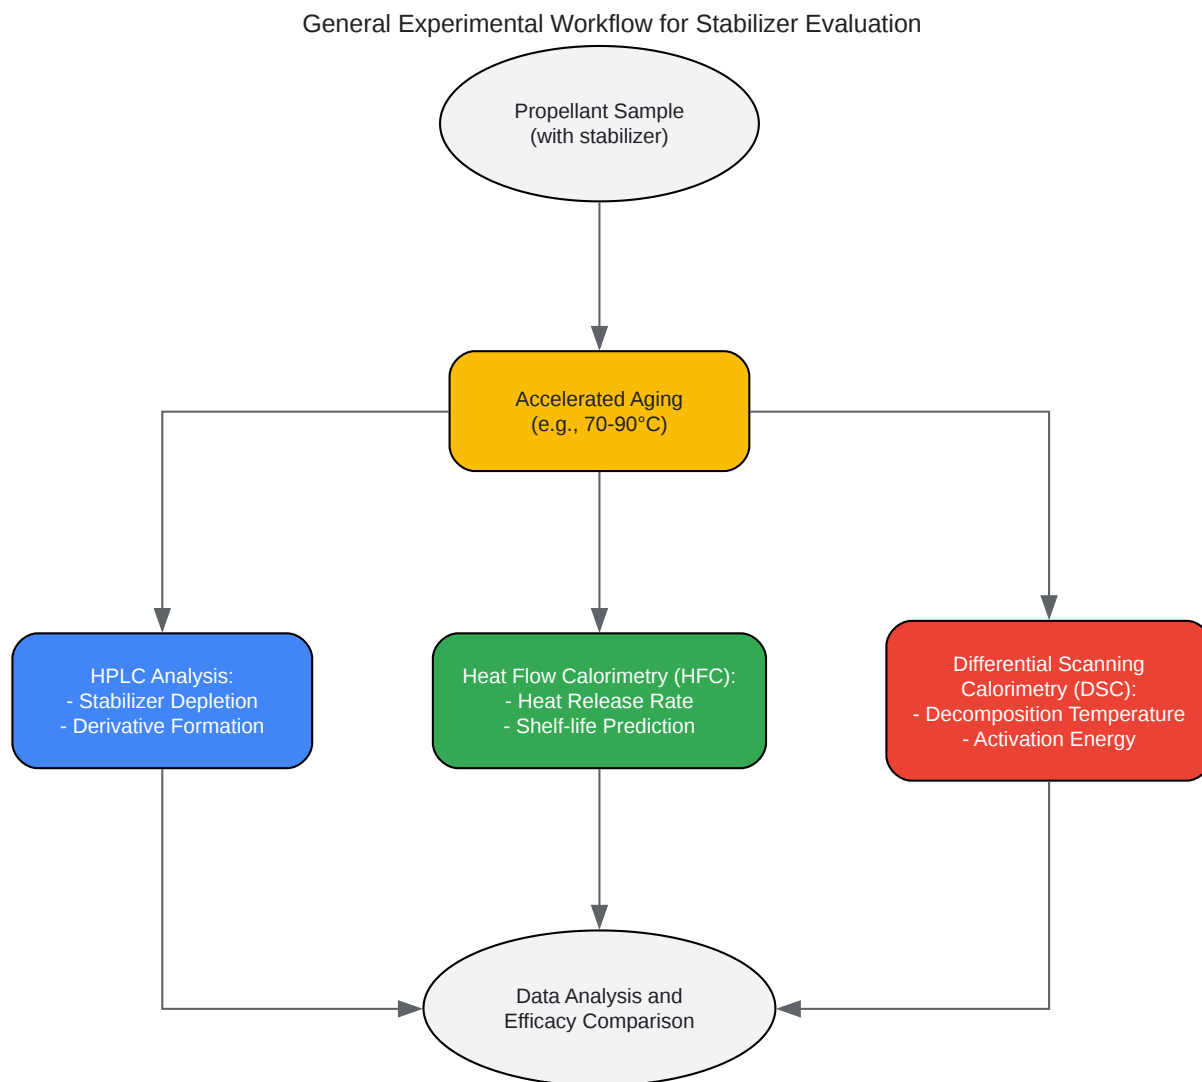 General Experimental Workflow for Stabilizer Evaluation
Propellant Sample
(with stabilizer)
Accelerated Aging
(e.g., 70-90°C)
HPLC Analysis:
- Stabilizer Depletion
- Derivative Formation
Heat Flow Calorimetry (HFC):
- Heat Release Rate
- Shelf-life Prediction
Differential Scanning
Calorimetry (DSC):
- Decomposition Temperature
- Activation Energy
Data Analysis and
Efficacy Comparison